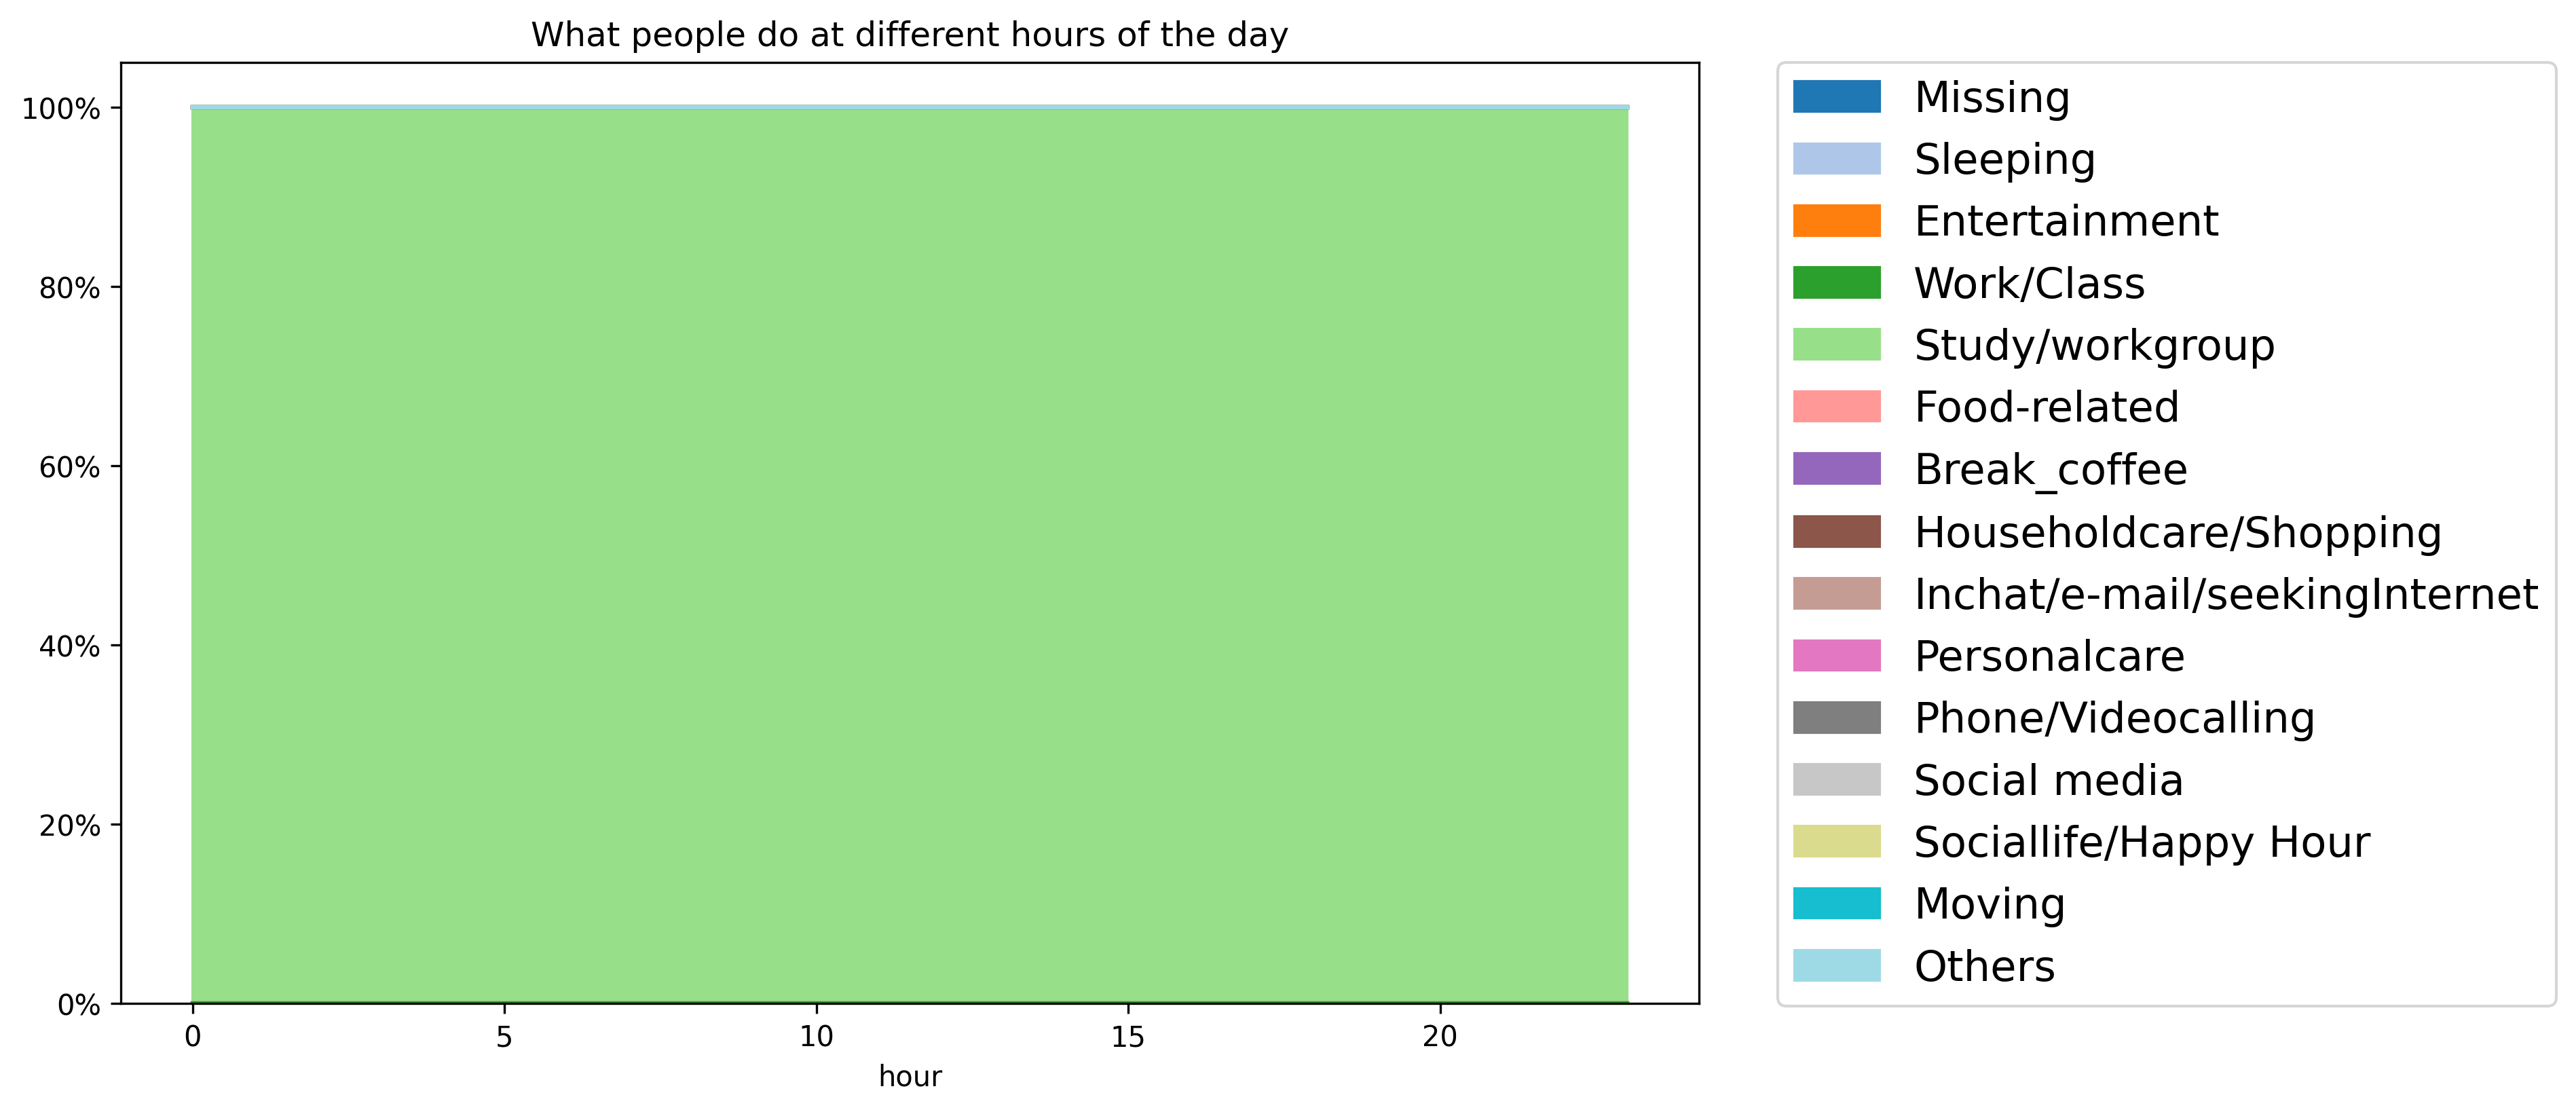 What people do at different hours of the day
100%
80%
60%
40%
20%
0%
0 5 10 15 20
hour
Missing
Sleeping
Entertainment
Work/Class
Study/workgroup
Food-related
Break_coffee
Householdcare/Shopping
Inchat/e-mail/seekingInternet
Personalcare
Phone/Videocalling
Social media
Sociallife/Happy Hour
Moving
Others